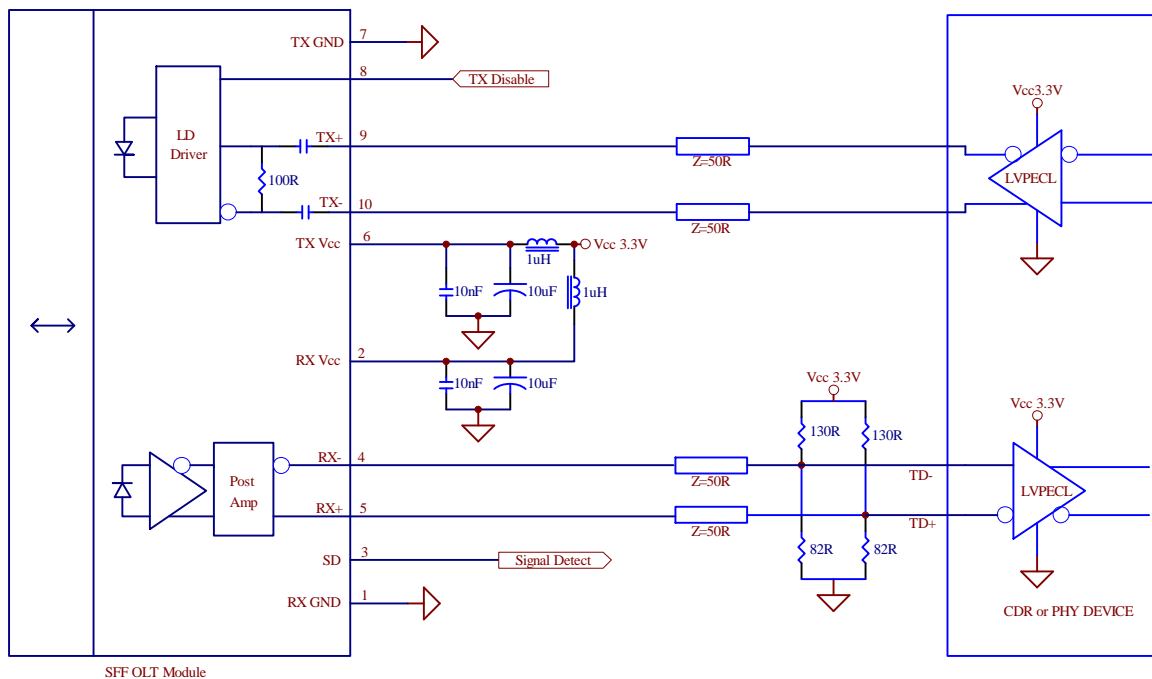 TX GND
7
8
TX Disable
LD
Driver
TX+
9
100R
TX-
10
Z=50R
Z=50R
Vcc3.3V
LVPECL
TX Vcc
6
1uH
Vcc 3.3V
10nF
10uF
1uH
RX Vcc
2
10nF
10uF
Vcc 3.3V
130R
130R
Vcc 3.3V
RX-
4
Z=50R
TD-
Post
Amp
LVPECL
RX+
5
Z=50R
TD+
82R
82R
SD
3
Signal Detect
RX GND
1
CDR or PHY DEVICE
SFF OLT Module